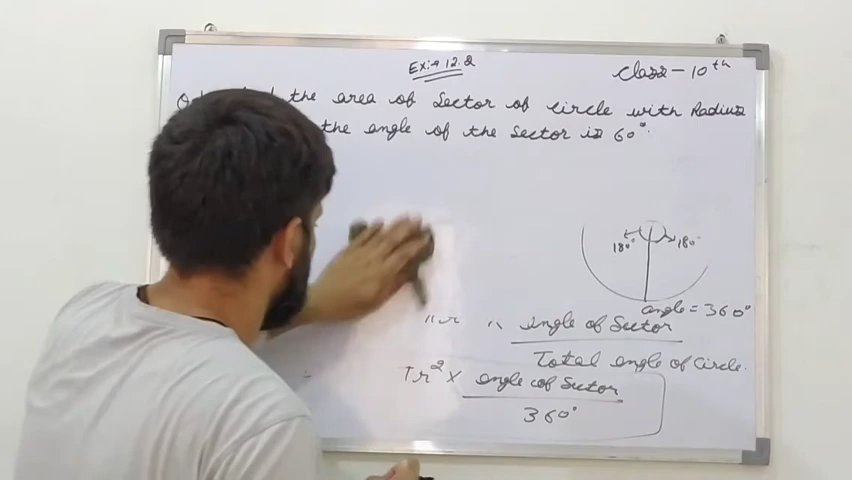 Ex:- 12.2
Class - 10th
the area of Sector of circle with Radius
the angle of the Sector is 60°.
180° 180°
angle = 360°
angle of Sector
Total angle of Circle.
πr² × angle of Sector
360°